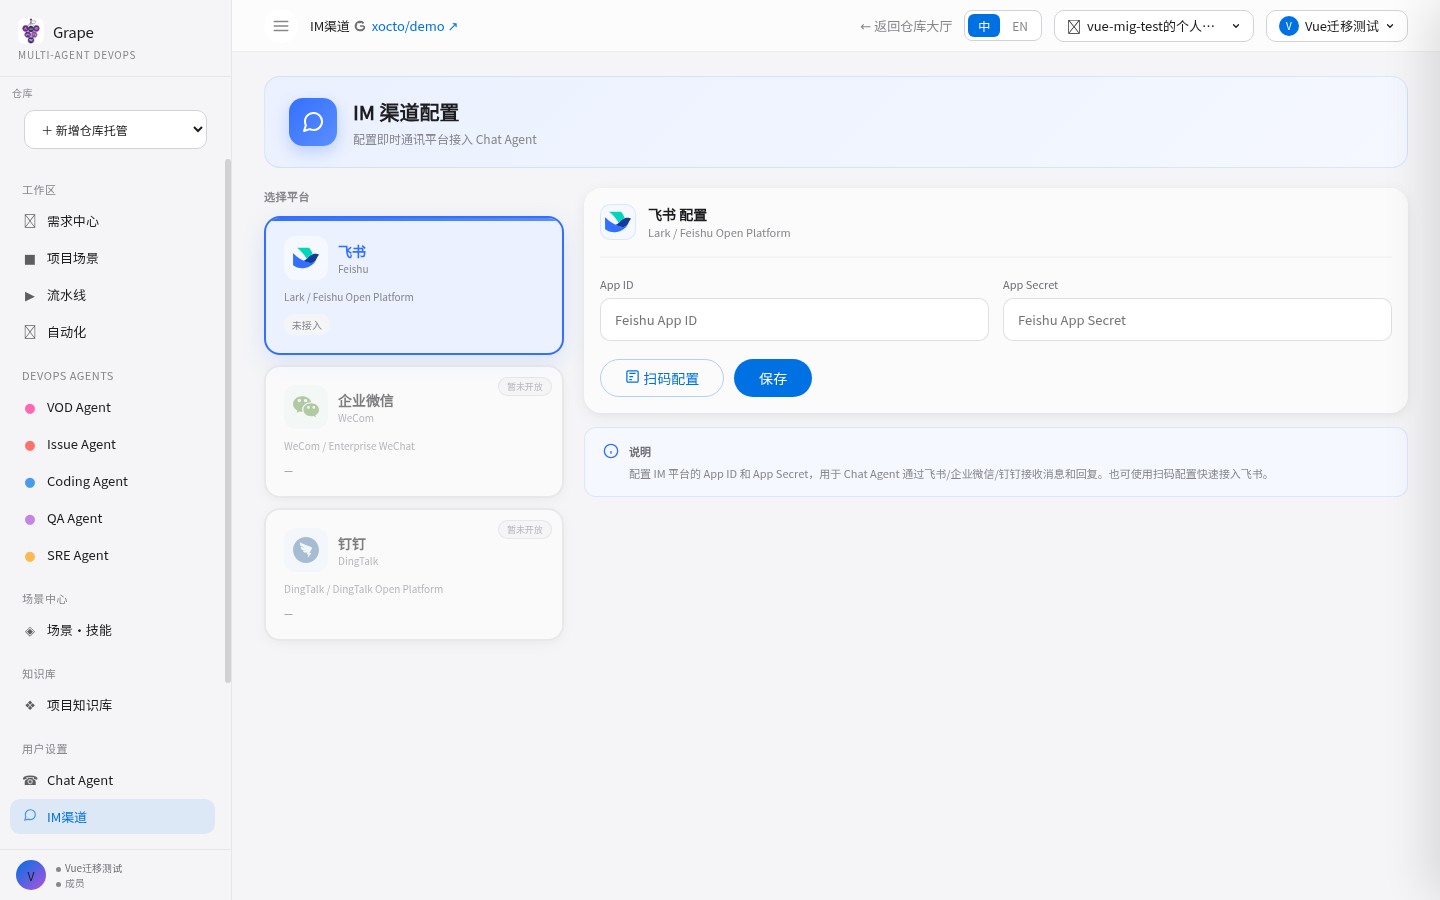 Grape
MULTI-AGENT DEVOPS
仓库
＋ 新增仓库托管
工作区
需求中心
项目场景
流水线
自动化
DEVOPS AGENTS
VOD Agent
Issue Agent
Coding Agent
QA Agent
SRE Agent
场景中心
场景・技能
知识库
项目知识库
用户设置
Chat Agent
IM渠道
V
Vue迁移测试
成员
IM渠道 G xocto/demo ↗
← 返回仓库大厅
中 EN
vue-mig-test的个人…
V Vue迁移测试
IM 渠道配置
配置即时通讯平台接入 Chat Agent
选择平台
飞书
Feishu
Lark / Feishu Open Platform
未接入
暂未开放
企业微信
WeCom
WeCom / Enterprise WeChat
—
暂未开放
钉钉
DingTalk
DingTalk / DingTalk Open Platform
—
飞书 配置
Lark / Feishu Open Platform
App ID
Feishu App ID
App Secret
Feishu App Secret
扫码配置
保存
说明
配置 IM 平台的 App ID 和 App Secret，用于 Chat Agent 通过飞书/企业微信/钉钉接收消息和回复。也可使用扫码配置快速接入飞书。